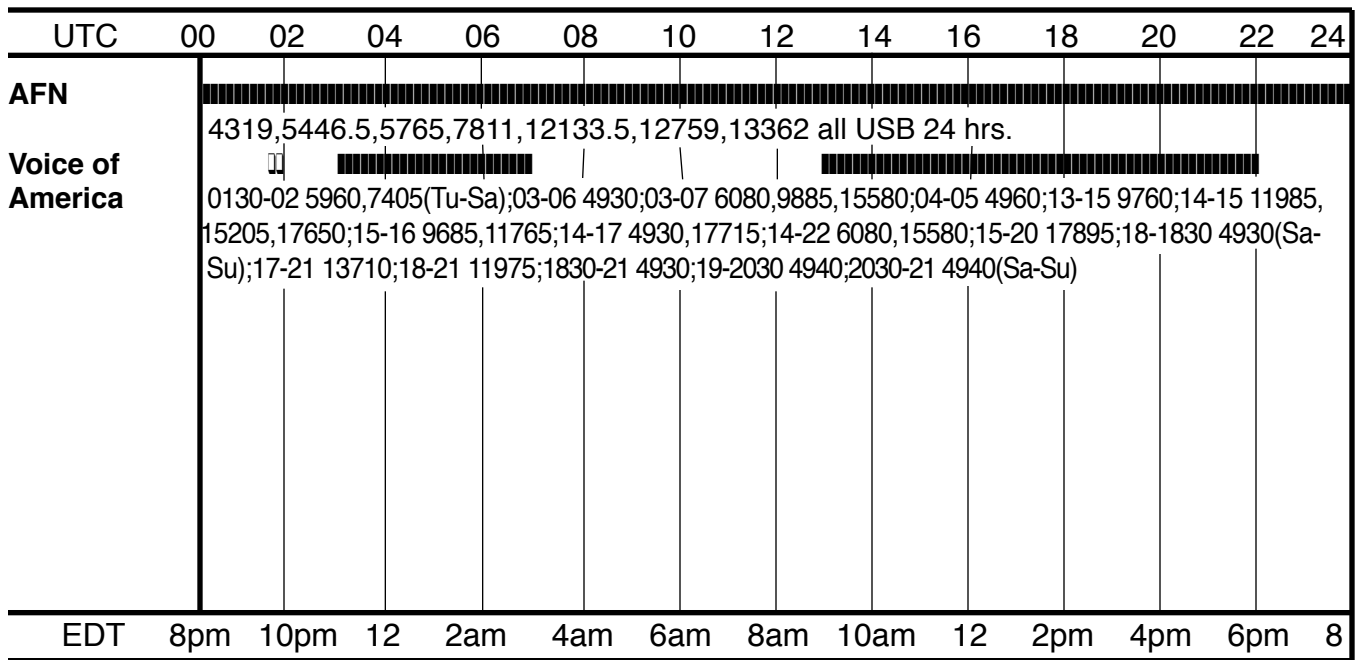 UTC 00 02 04 06 08 10 12 14 16 18 20 22 24
AFN
4319,5446.5,5765,7811,12133.5,12759,13362 all USB 24 hrs.
Voice of
America 0130-02 5960,7405(Tu-Sa);03-06 4930;03-07 6080,9885,15580;04-05 4960;13-15 9760;14-15 11985,
15205,17650;15-16 9685,11765;14-17 4930,17715;14-22 6080,15580;15-20 17895;18-1830 4930(Sa-
Su);17-21 13710;18-21 11975;1830-21 4930;19-2030 4940;2030-21 4940(Sa-Su)
EDT 8pm 10pm 12 2am 4am 6am 8am 10am 12 2pm 4pm 6pm 8